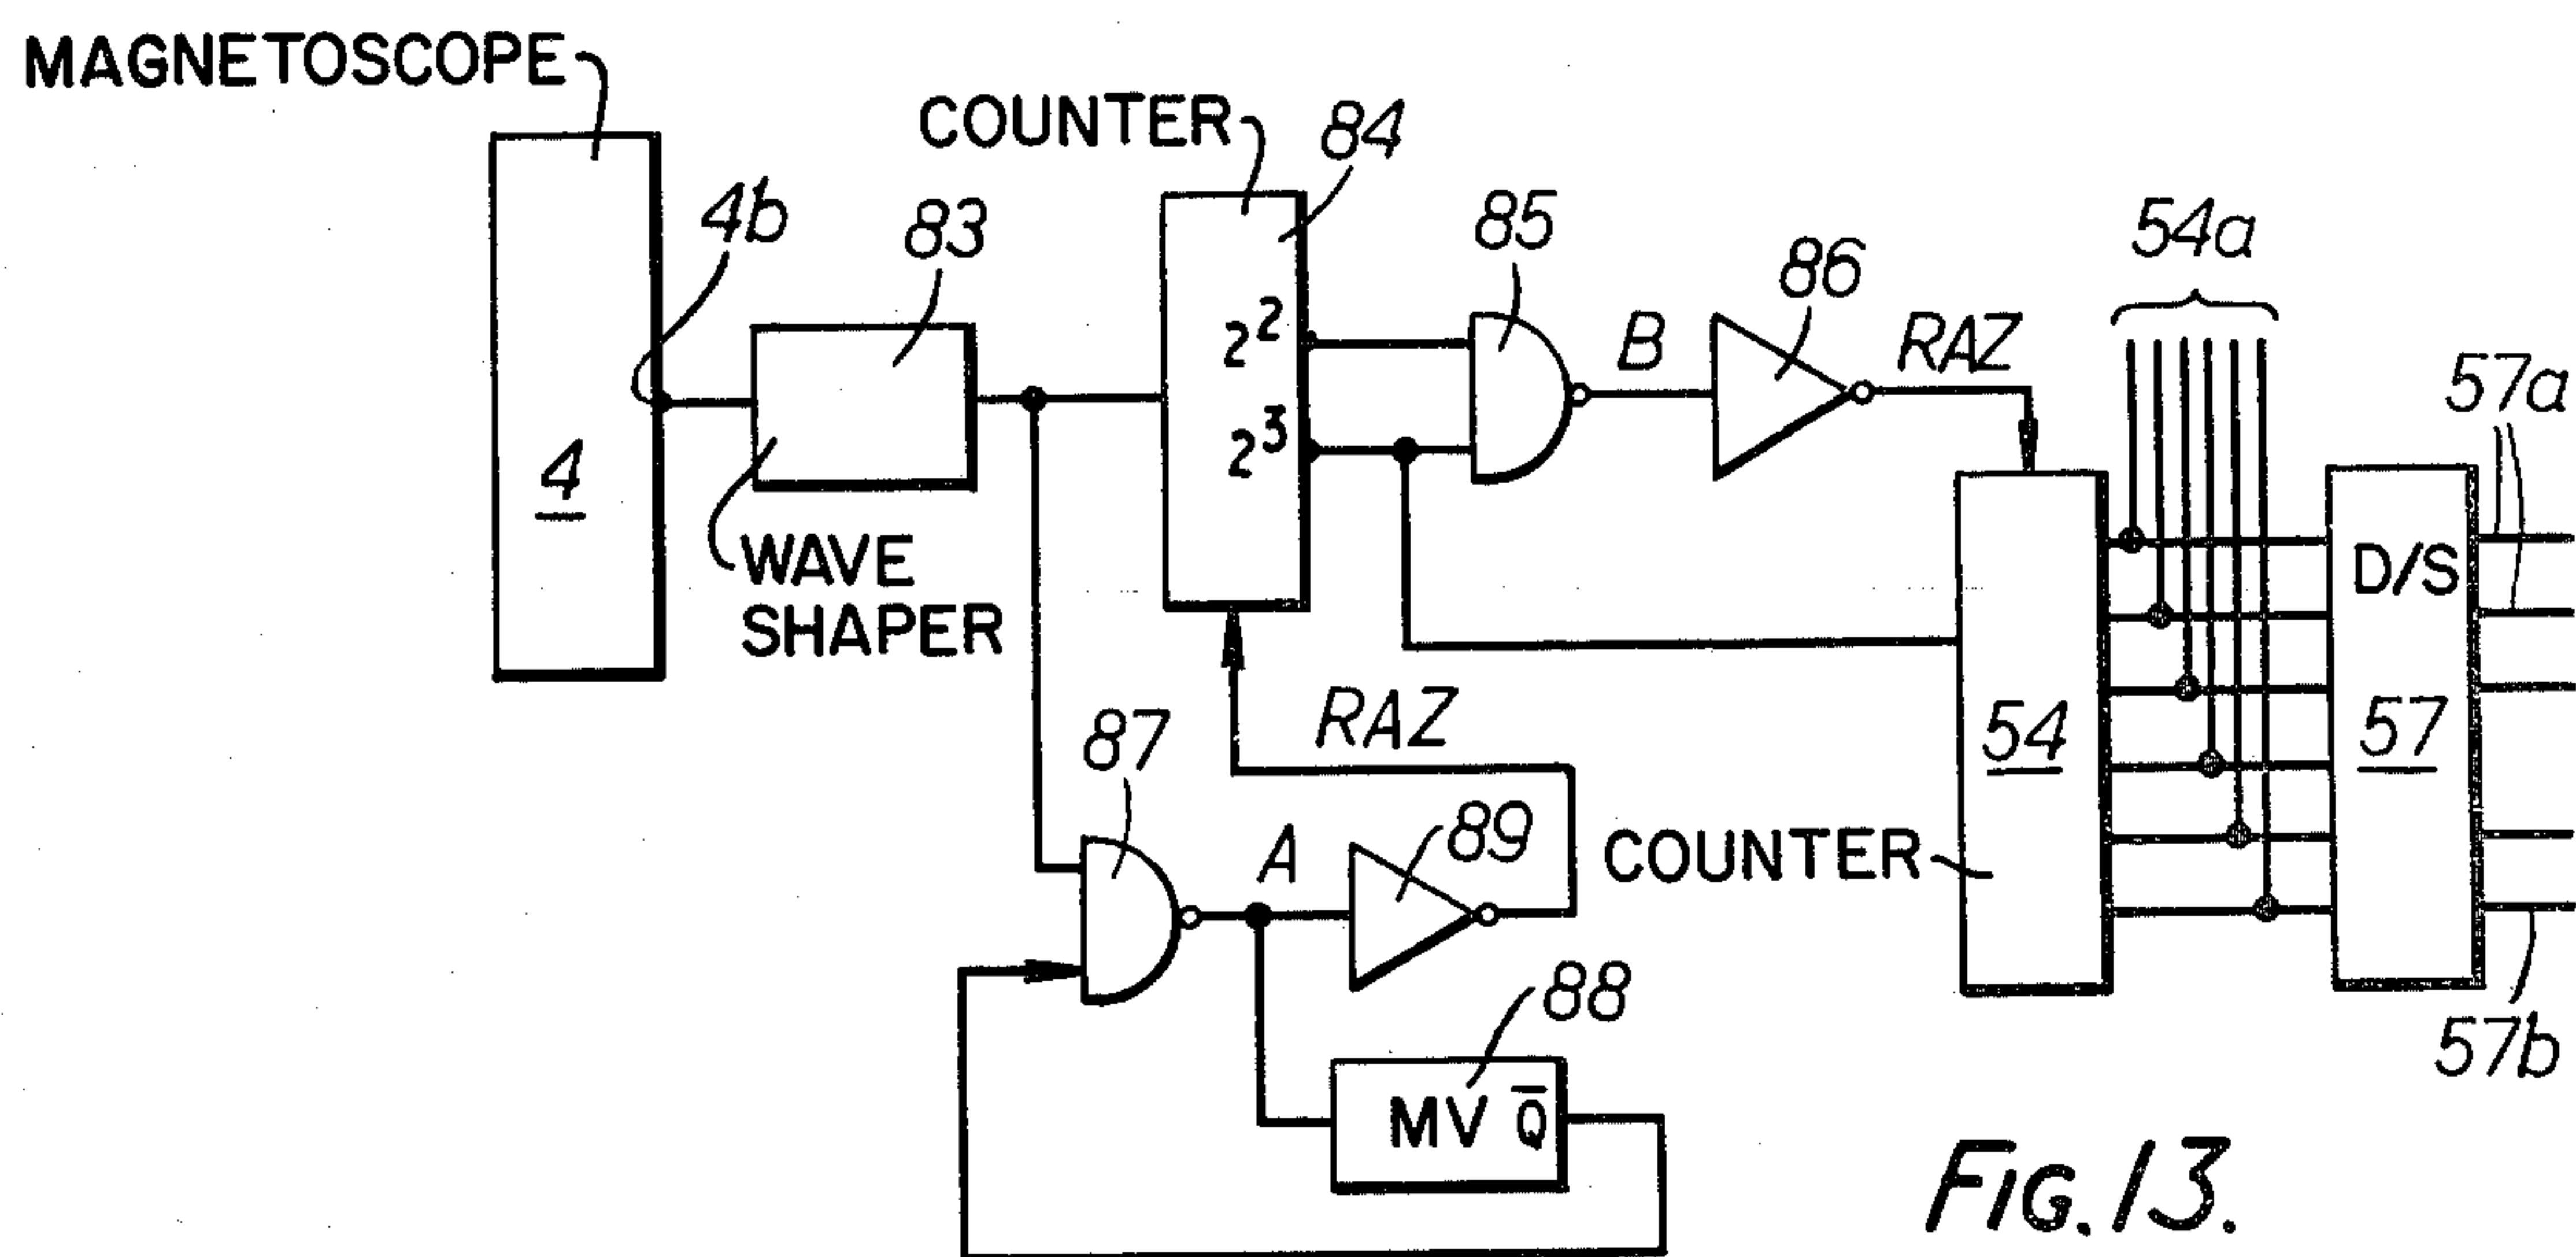 MAGNETOSCOPE
COUNTER
84
4b
83
85
86
54a
B
RAZ
57a
2²
2³
4
WAVE
SHAPER
D/S
RAZ
54
57
87
A
89
COUNTER
88
57b
MV Q̅
FIG. 13.